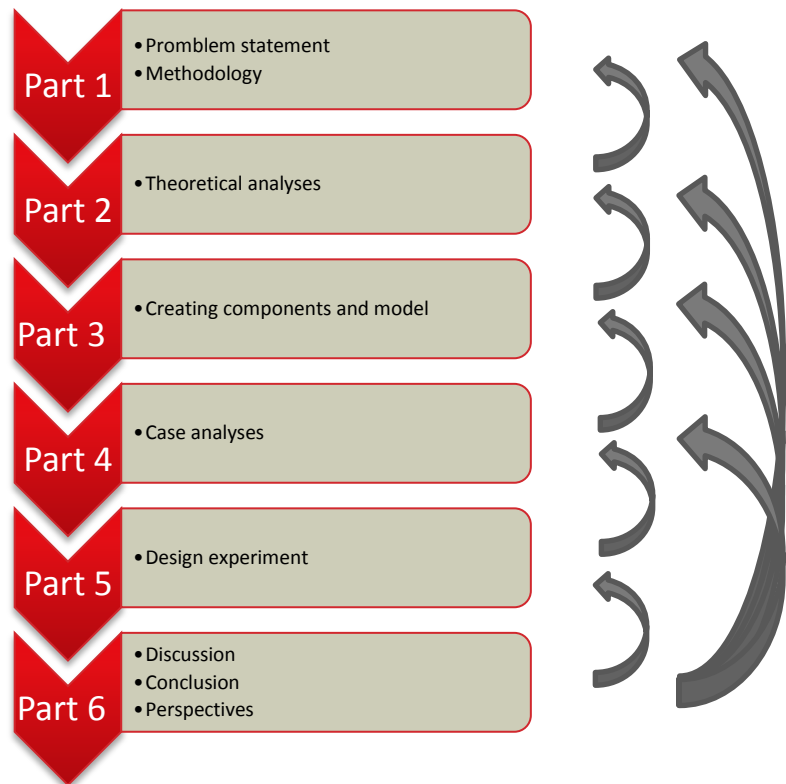 Part 1
•Promblem statement
•Methodology
Part 2
•Theoretical analyses
Part 3
•Creating components and model
Part 4
•Case analyses
Part 5
•Design experiment
Part 6
•Discussion
•Conclusion
•Perspectives